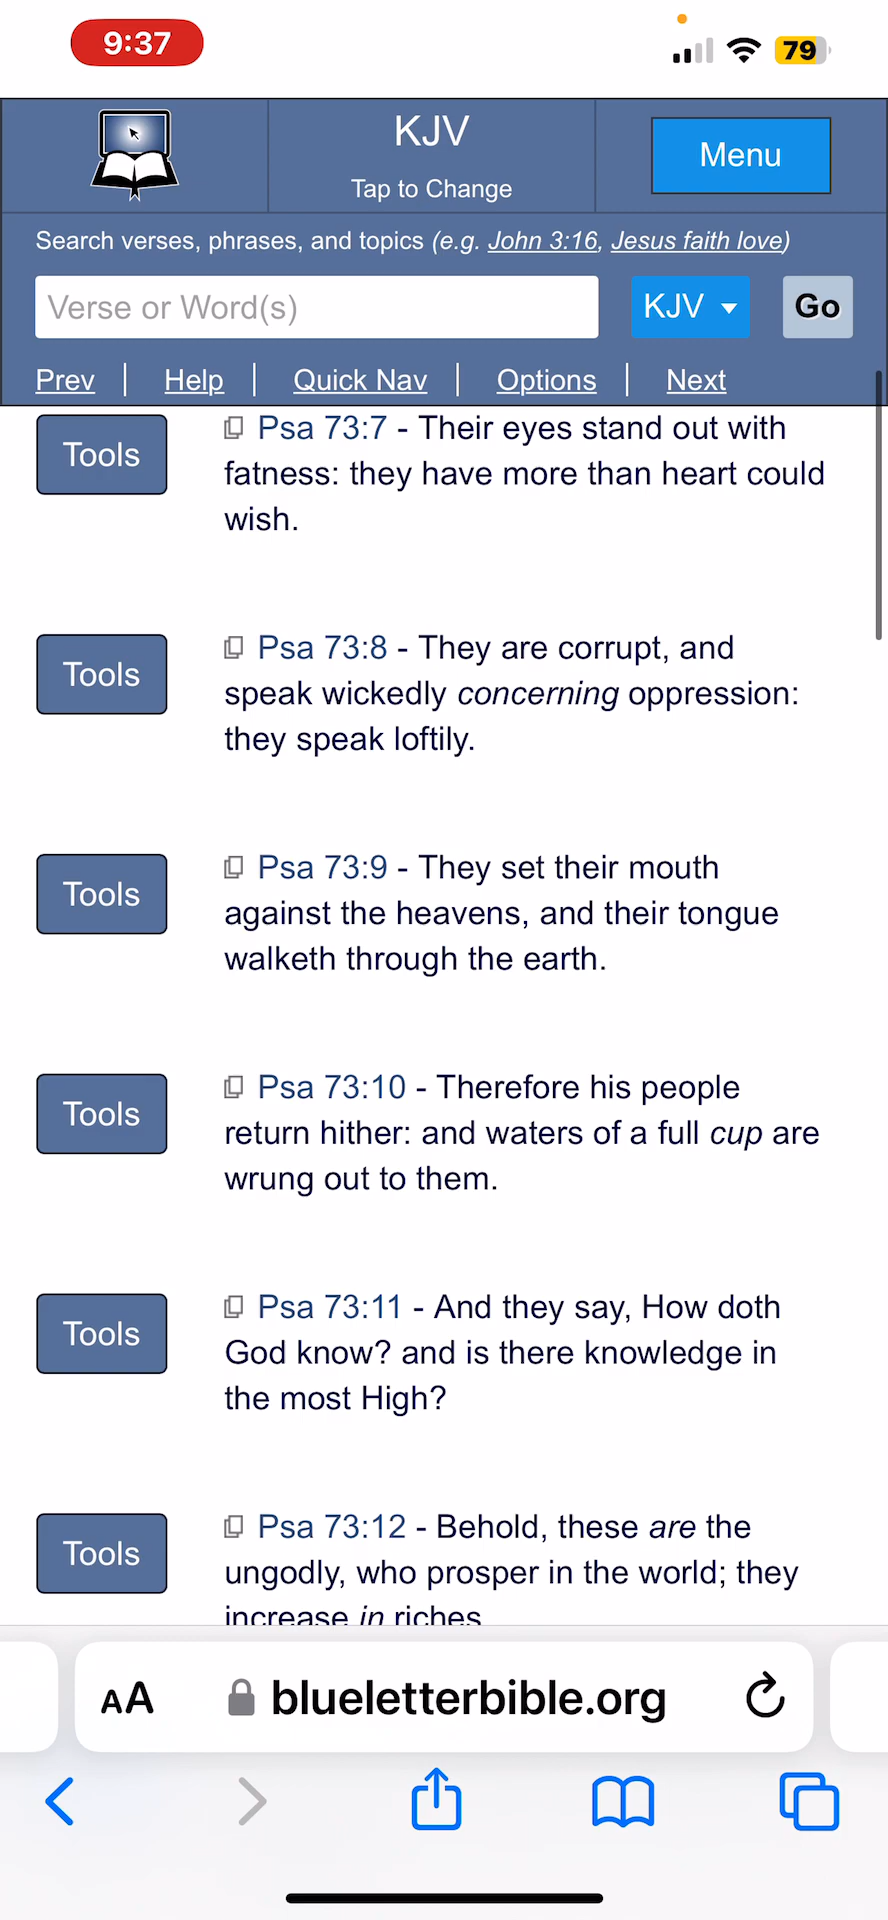 9:37
79
KJV
Tap to Change
Menu
Search verses, phrases, and topics (e.g. John 3:16, Jesus faith love)
Verse or Word(s)
KJV
Go
Prev | Help | Quick Nav | Options | Next
Tools
Psa 73:7 - Their eyes stand out with
fatness: they have more than heart could
wish.
Tools
Psa 73:8 - They are corrupt, and
speak wickedly concerning oppression:
they speak loftily.
Tools
Psa 73:9 - They set their mouth
against the heavens, and their tongue
walketh through the earth.
Tools
Psa 73:10 - Therefore his people
return hither: and waters of a full cup are
wrung out to them.
Tools
Psa 73:11 - And they say, How doth
God know? and is there knowledge in
the most High?
Tools
Psa 73:12 - Behold, these are the
ungodly, who prosper in the world; they
increase in riches
AA
blueletterbible.org